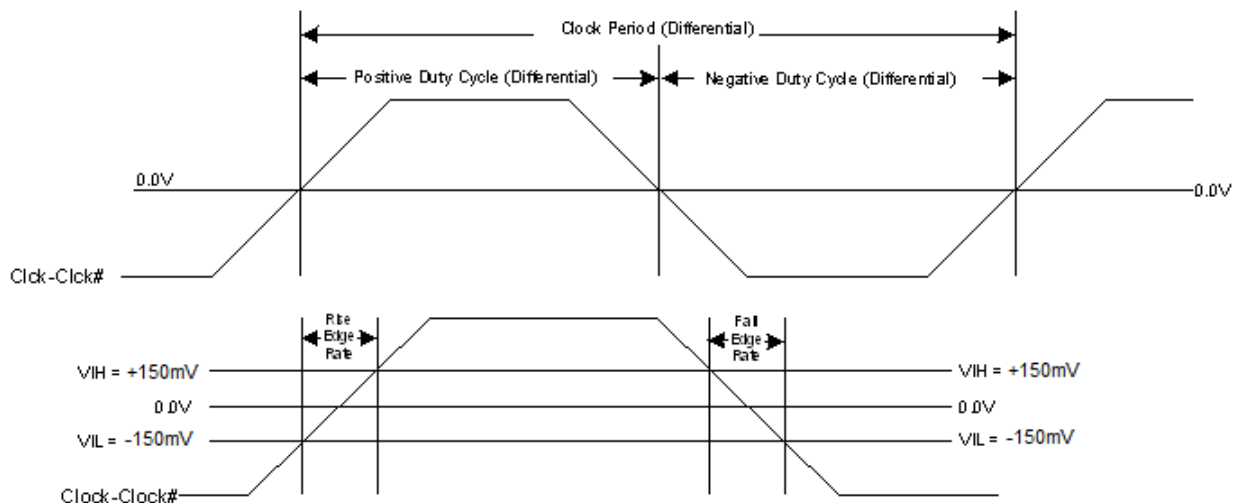 Clock Period (Differential)
Positive Duty Cycle (Differential)
Negative Duty Cycle (Differential)
0.0V
0.0V
Clck-Clck#
Rise
Edge
Rate
Fall
Edge
Rate
VIH = +150mV
VIH = +150mV
0.0V
0.0V
VIL = -150mV
VIL = -150mV
Clock-Clock#